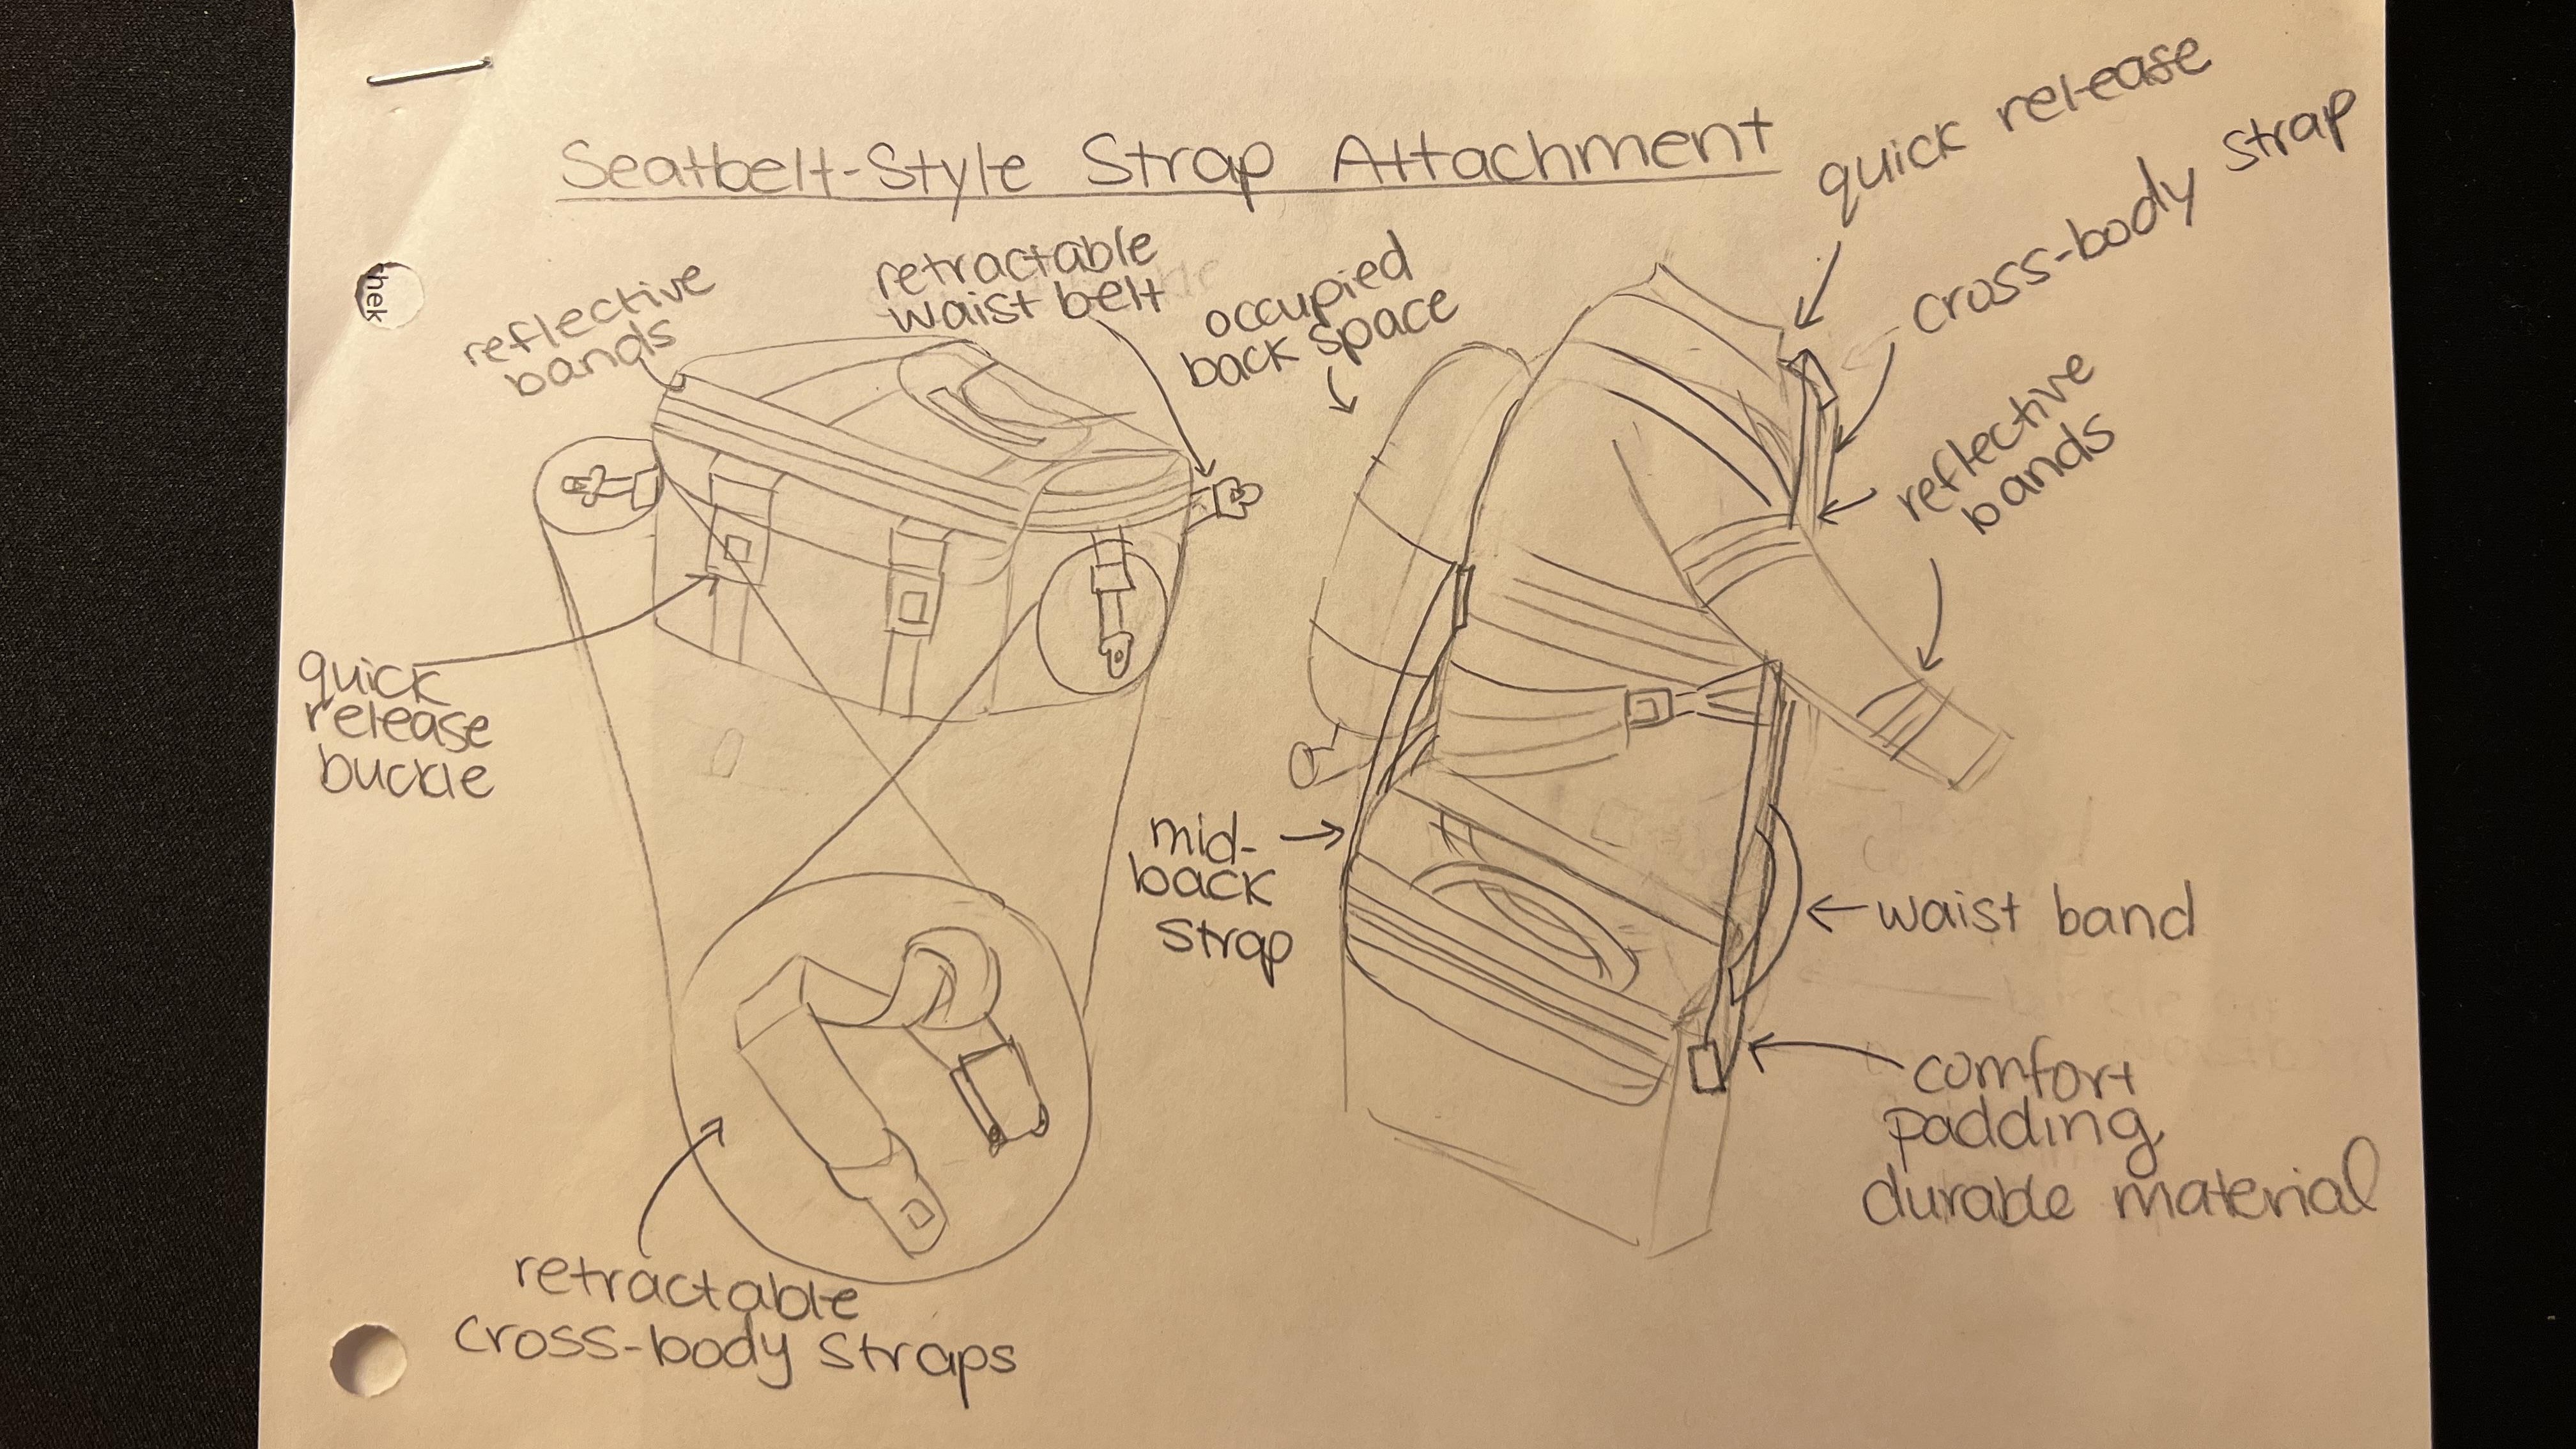 Seatbelt-Style Strap Attachment
quick release
cross-body strap
hek
reflective
bands
retractable
waist belt
occupied
back space
reflective
bands
quick
release
buckle
mid-
back
strap
waist band
comfort
padding,
durable material
retractable
cross-body straps